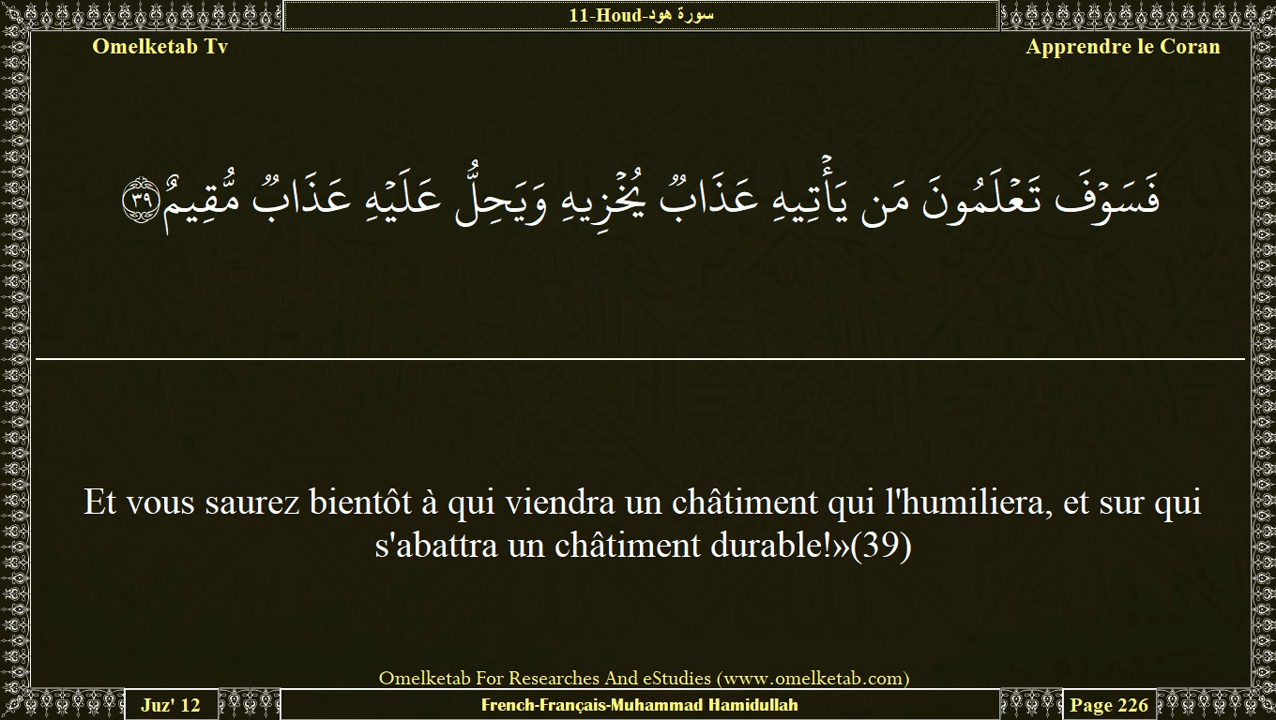 11-Houd-سورة هود
Omelketab Tv
Apprendre le Coran
فَسَوْفَ تَعْلَمُونَ مَن يَأْتِيهِ عَذَابٌ يُخْزِيهِ وَيَحِلُّ عَلَيْهِ عَذَابٌ مُّقِيمٌ ٣٩
Et vous saurez bientôt à qui viendra un châtiment qui l'humiliera, et sur qui
s'abattra un châtiment durable!»(39)
Omelketab For Researches And eStudies (www.omelketab.com)
Juz' 12
French-Français-Muhammad Hamidullah
Page 226